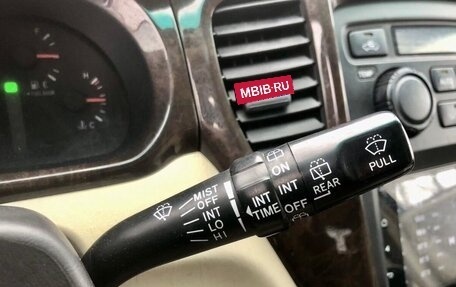 MBIB.RU
E
H
C
MIST
OFF
INT
LO
HI
INT
TIME
ON
INT
OFF
REAR
PULL